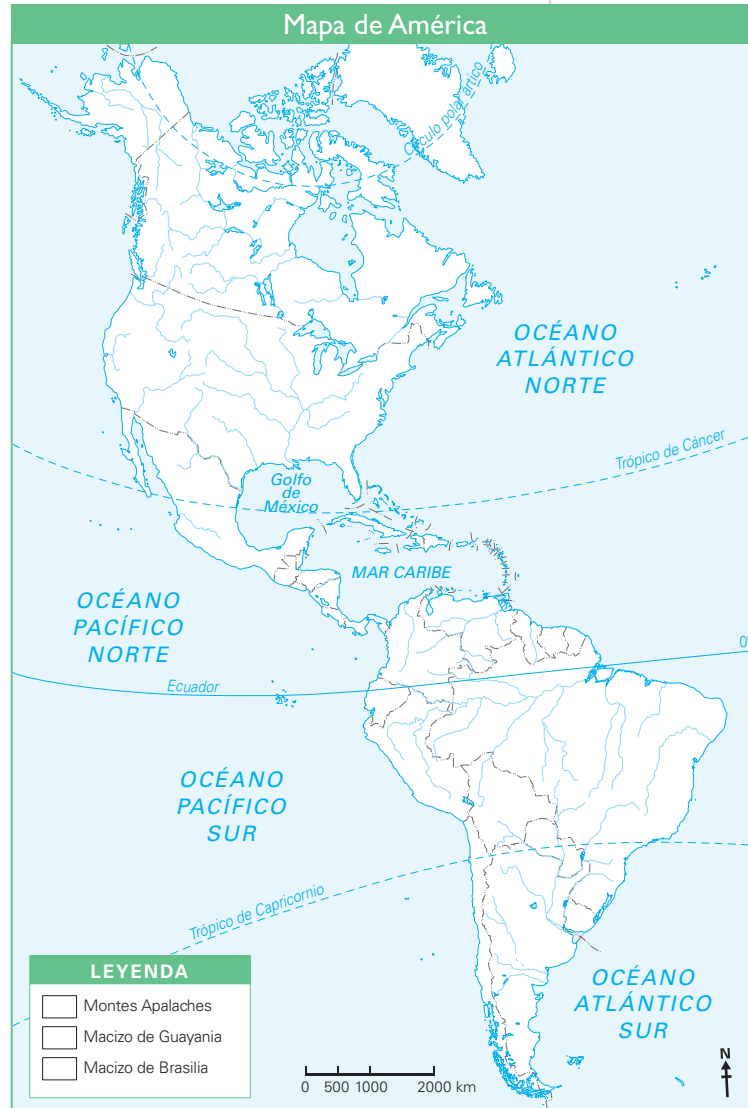 Mapa de América
Círculo polar ártico
OCÉANO
ATLÁNTICO
NORTE
Trópico de Cáncer
Golfo
de
México
MAR CARIBE
OCÉANO
PACÍFICO
NORTE
0°
Ecuador
OCÉANO
PACÍFICO
SUR
Trópico de Capricornio
OCÉANO
ATLÁNTICO
SUR
LEYENDA
Montes Apalaches
Macizo de Guayania
Macizo de Brasilia
0 500 1000 2000 km
N